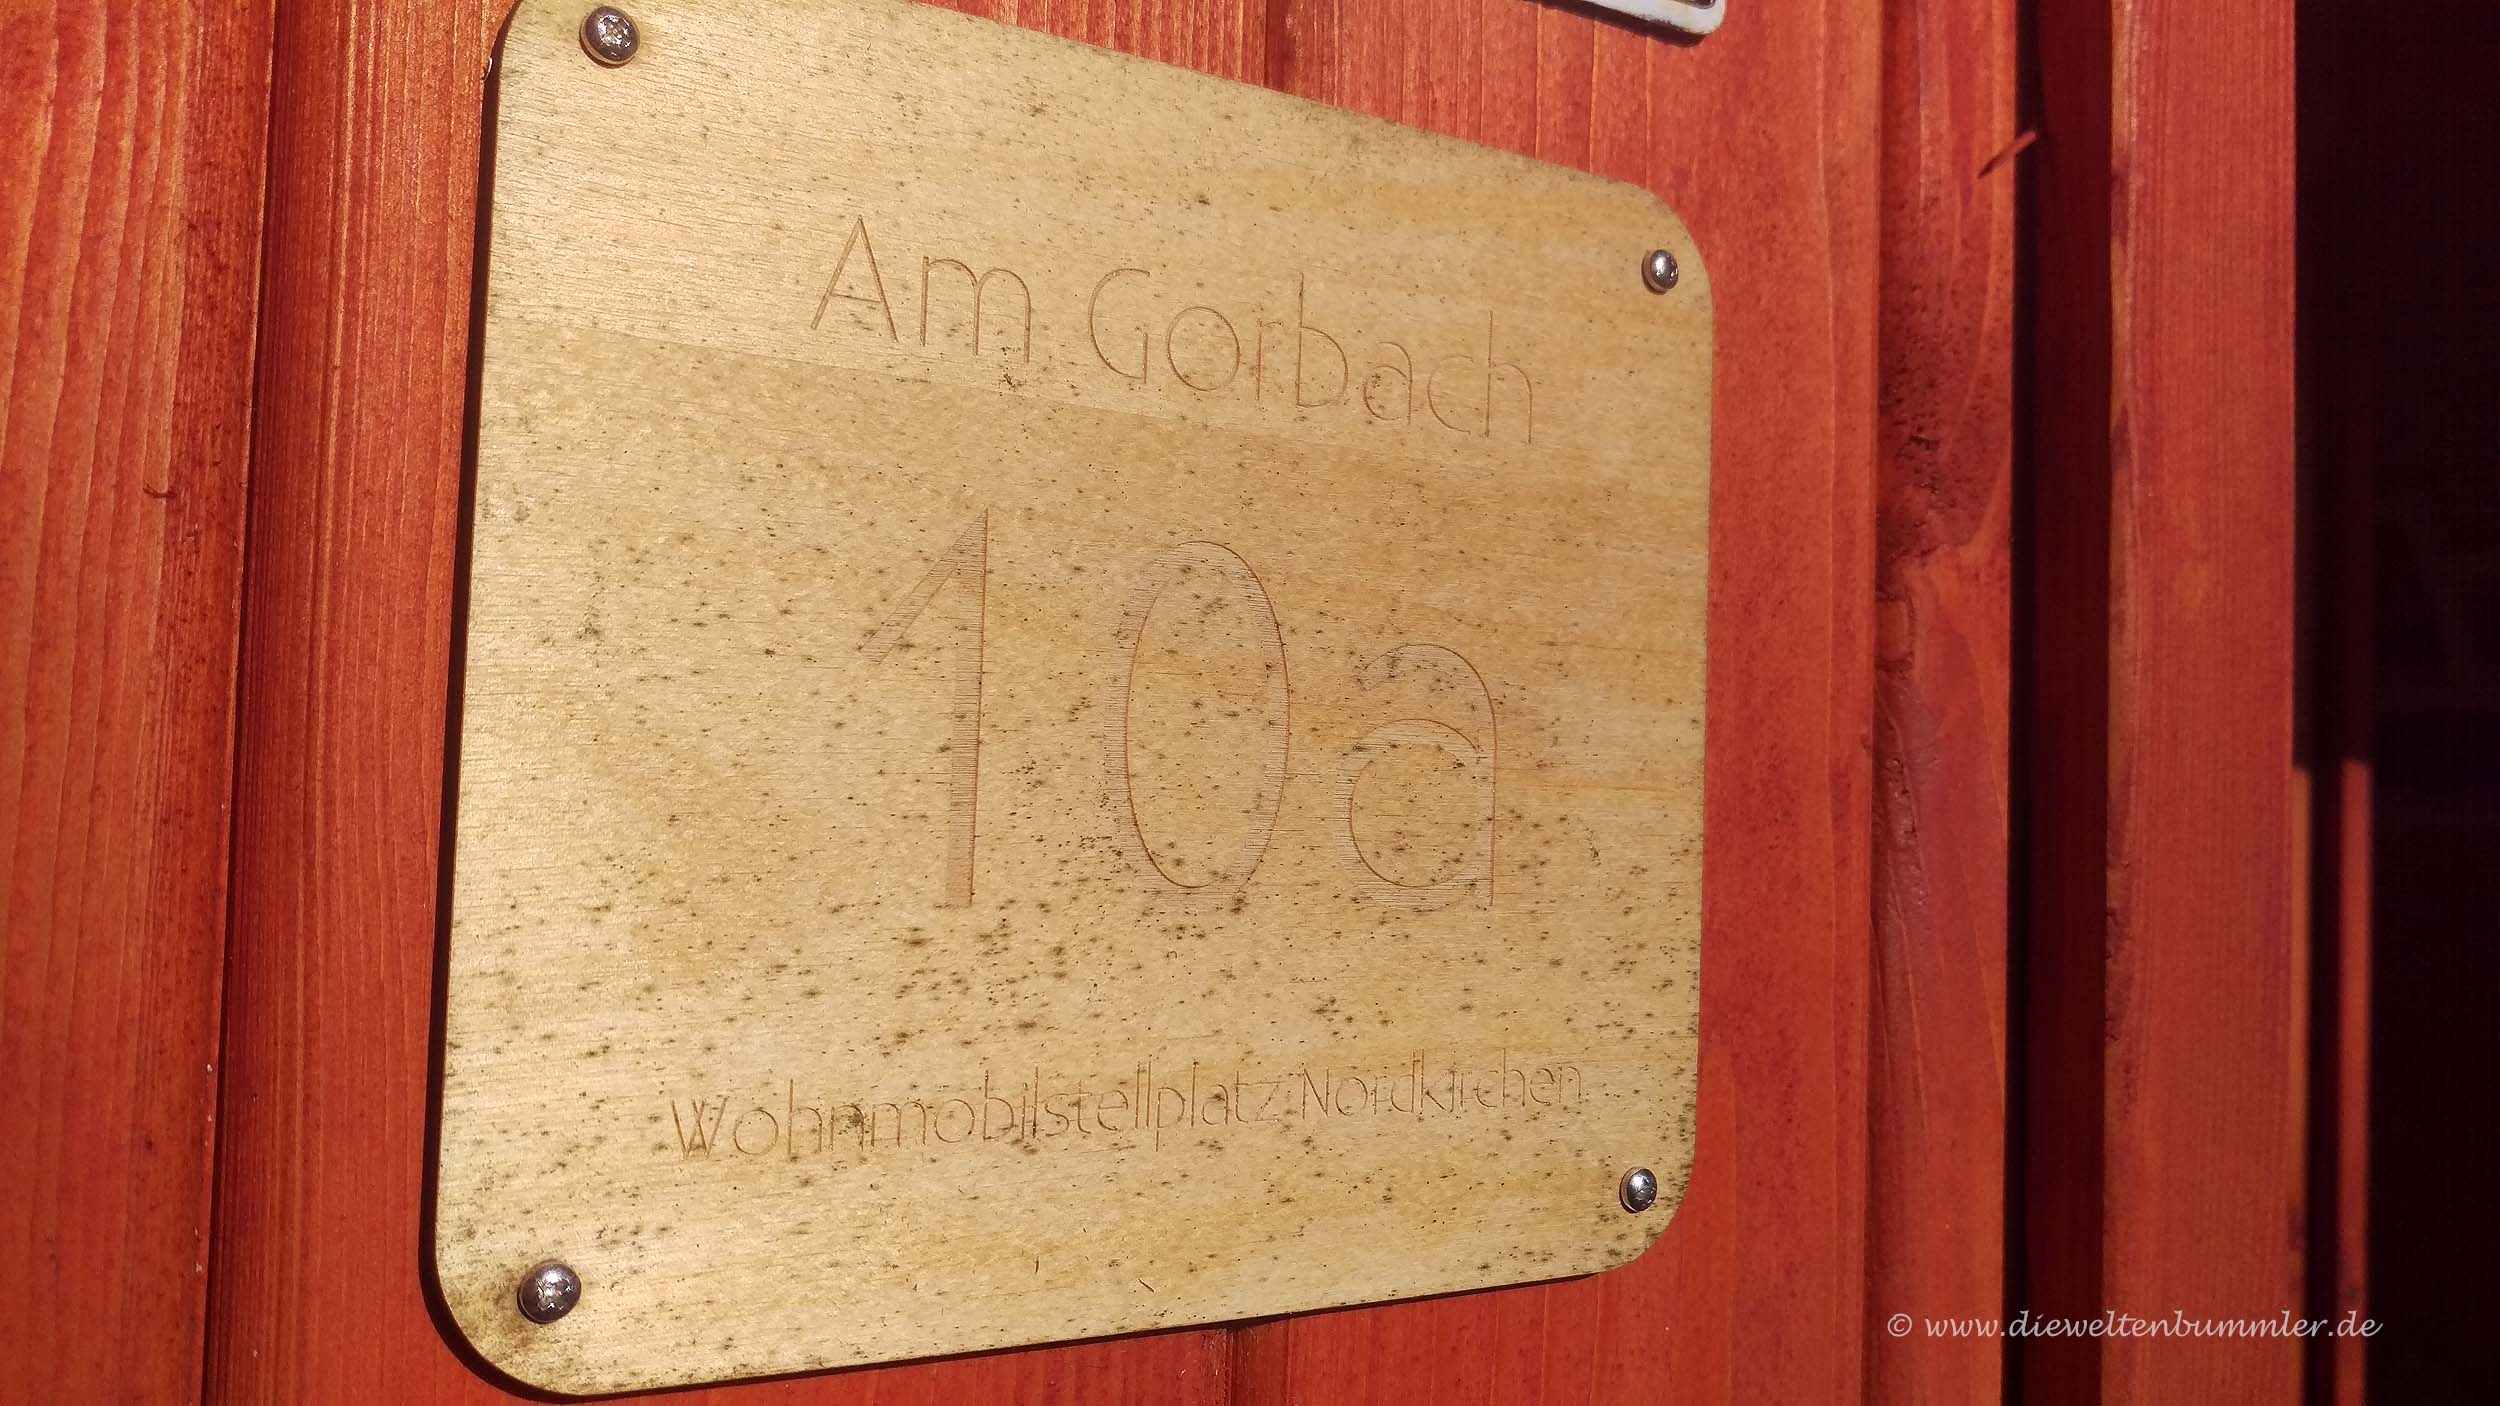 Am Gorbach
10a
Wohnmobilstellplatz Nordkirchen
© www.dieweltenbummler.de